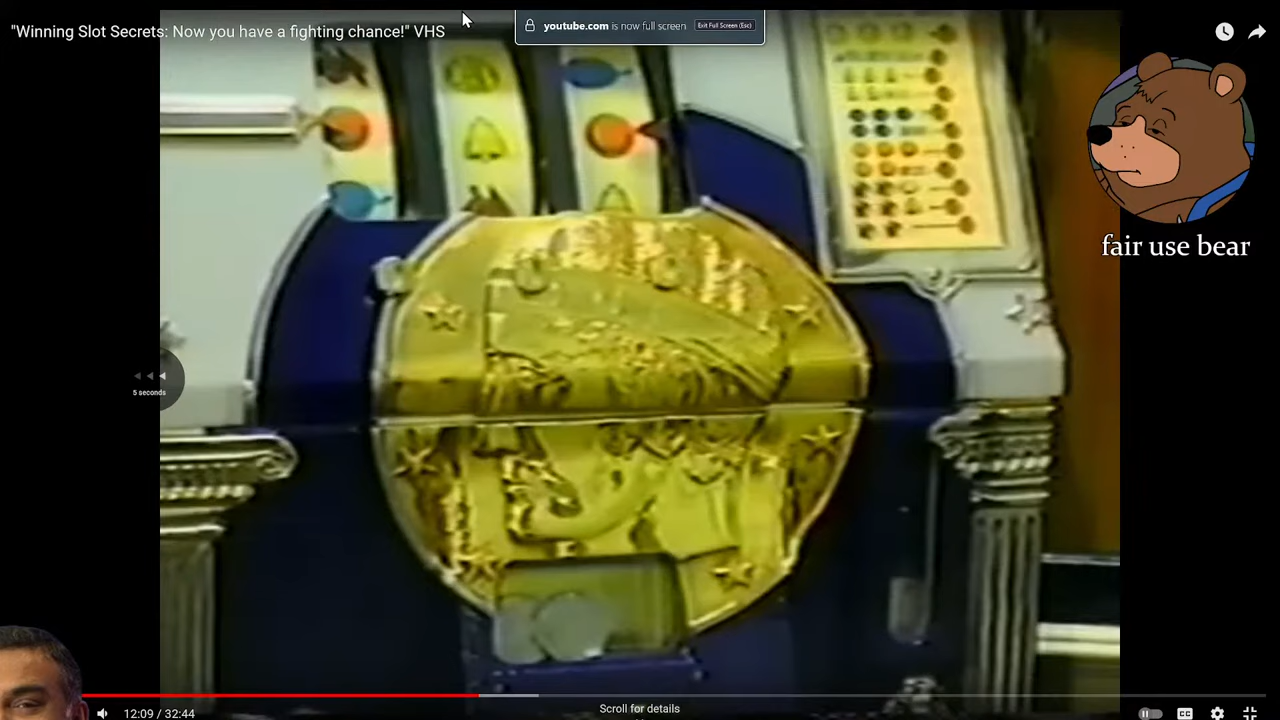 "Winning Slot Secrets: Now you have a fighting chance!" VHS
youtube.com is now full screen
Exit Full Screen (Esc)
fair use bear
5 seconds
12:09 / 32:44
Scroll for details
CC